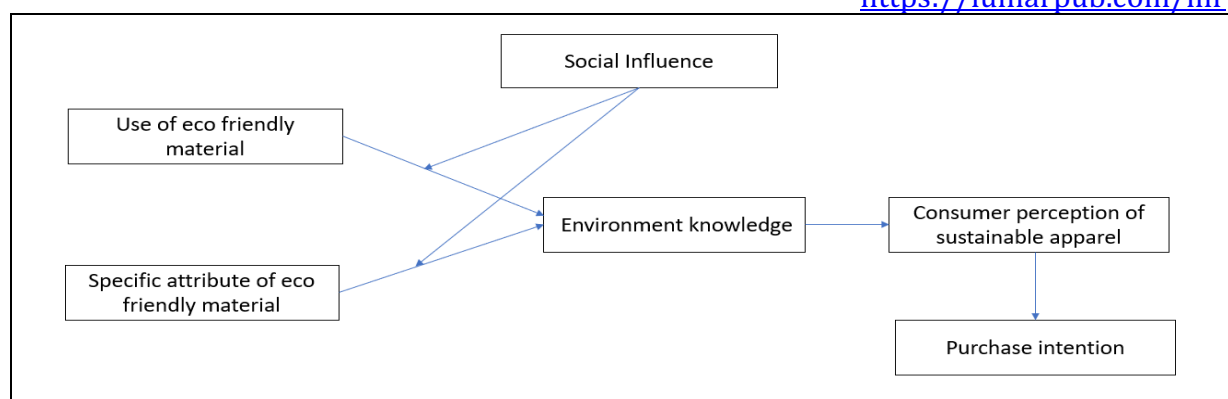 Social Influence
Use of eco friendly
material
Environment knowledge
Consumer perception of
sustainable apparel
Specific attribute of eco
friendly material
Purchase intention